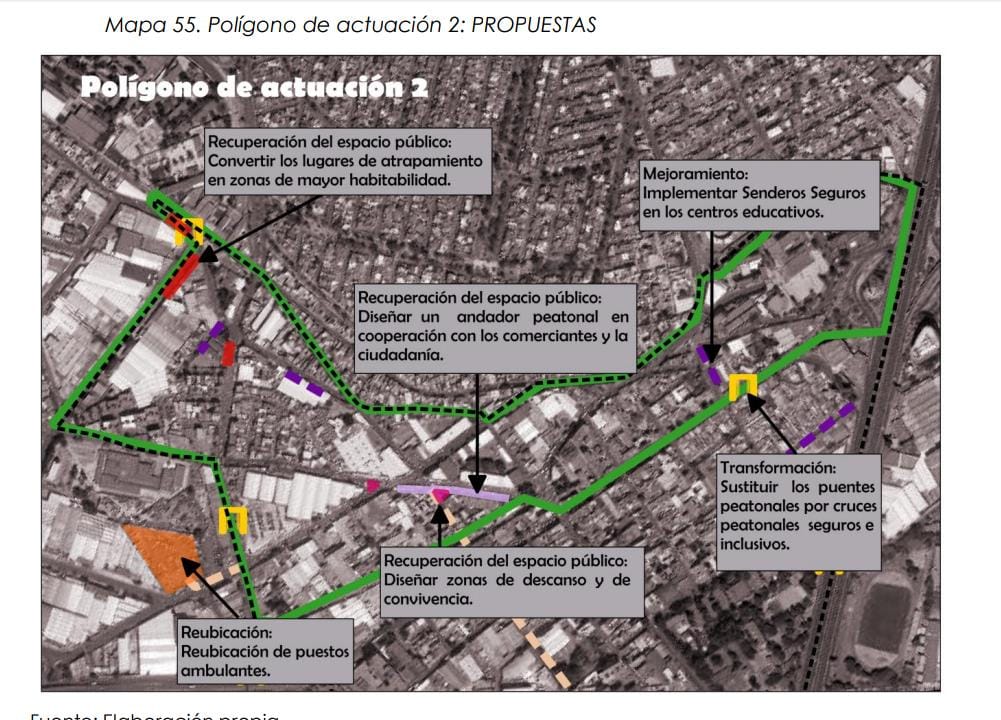 Mapa 55. Polígono de actuación 2: PROPUESTAS
Polígono de actuación 2
Recuperación del espacio público:
Convertir los lugares de atrapamiento
en zonas de mayor habitabilidad.
Mejoramiento:
Implementar Senderos Seguros
en los centros educativos.
Recuperación del espacio público:
Diseñar un andador peatonal en
cooperación con los comerciantes y la
ciudadanía.
Transformación:
Sustituir los puentes
peatonales por cruces
peatonales seguros e
inclusivos.
Recuperación del espacio público:
Diseñar zonas de descanso y de
convivencia.
Reubicación:
Reubicación de puestos
ambulantes.
Fuente: Elaboración propia